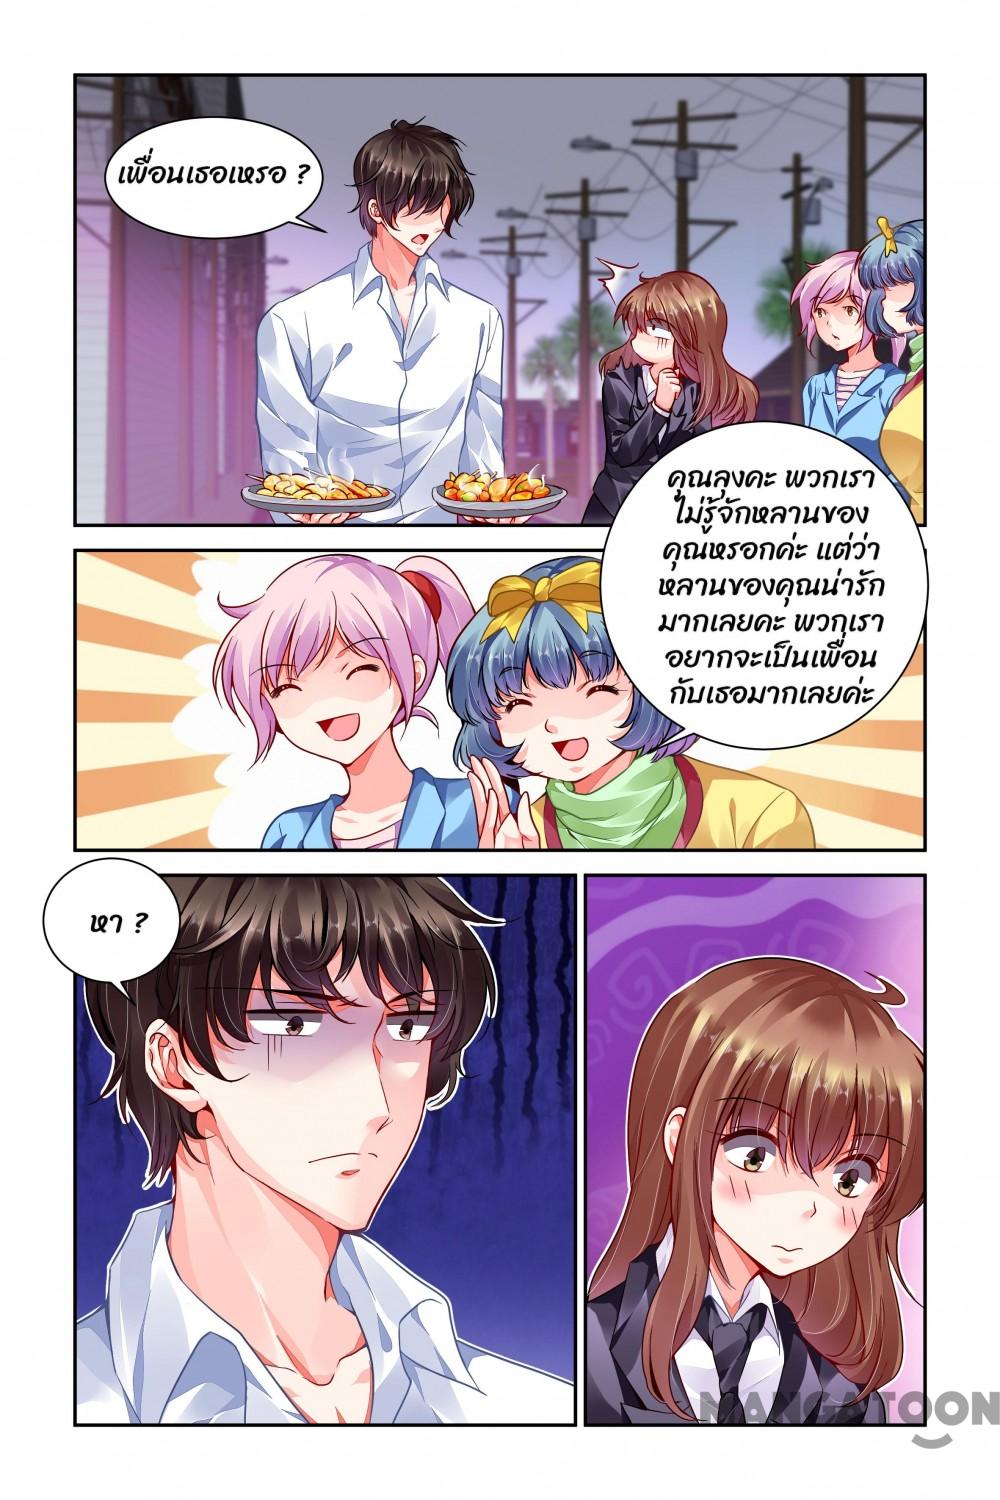 เพื่อนเธอเหรอ ?
คุณลุงคะ พวกเรา
ไม่รู้จักหลานของ
คุณหรอกค่ะ แต่ว่า
หลานของคุณน่ารัก
มากเลยคะ พวกเรา
อยากจะเป็นเพื่อน
กับเธอมากเลยค่ะ
หา ?
MANGATOON